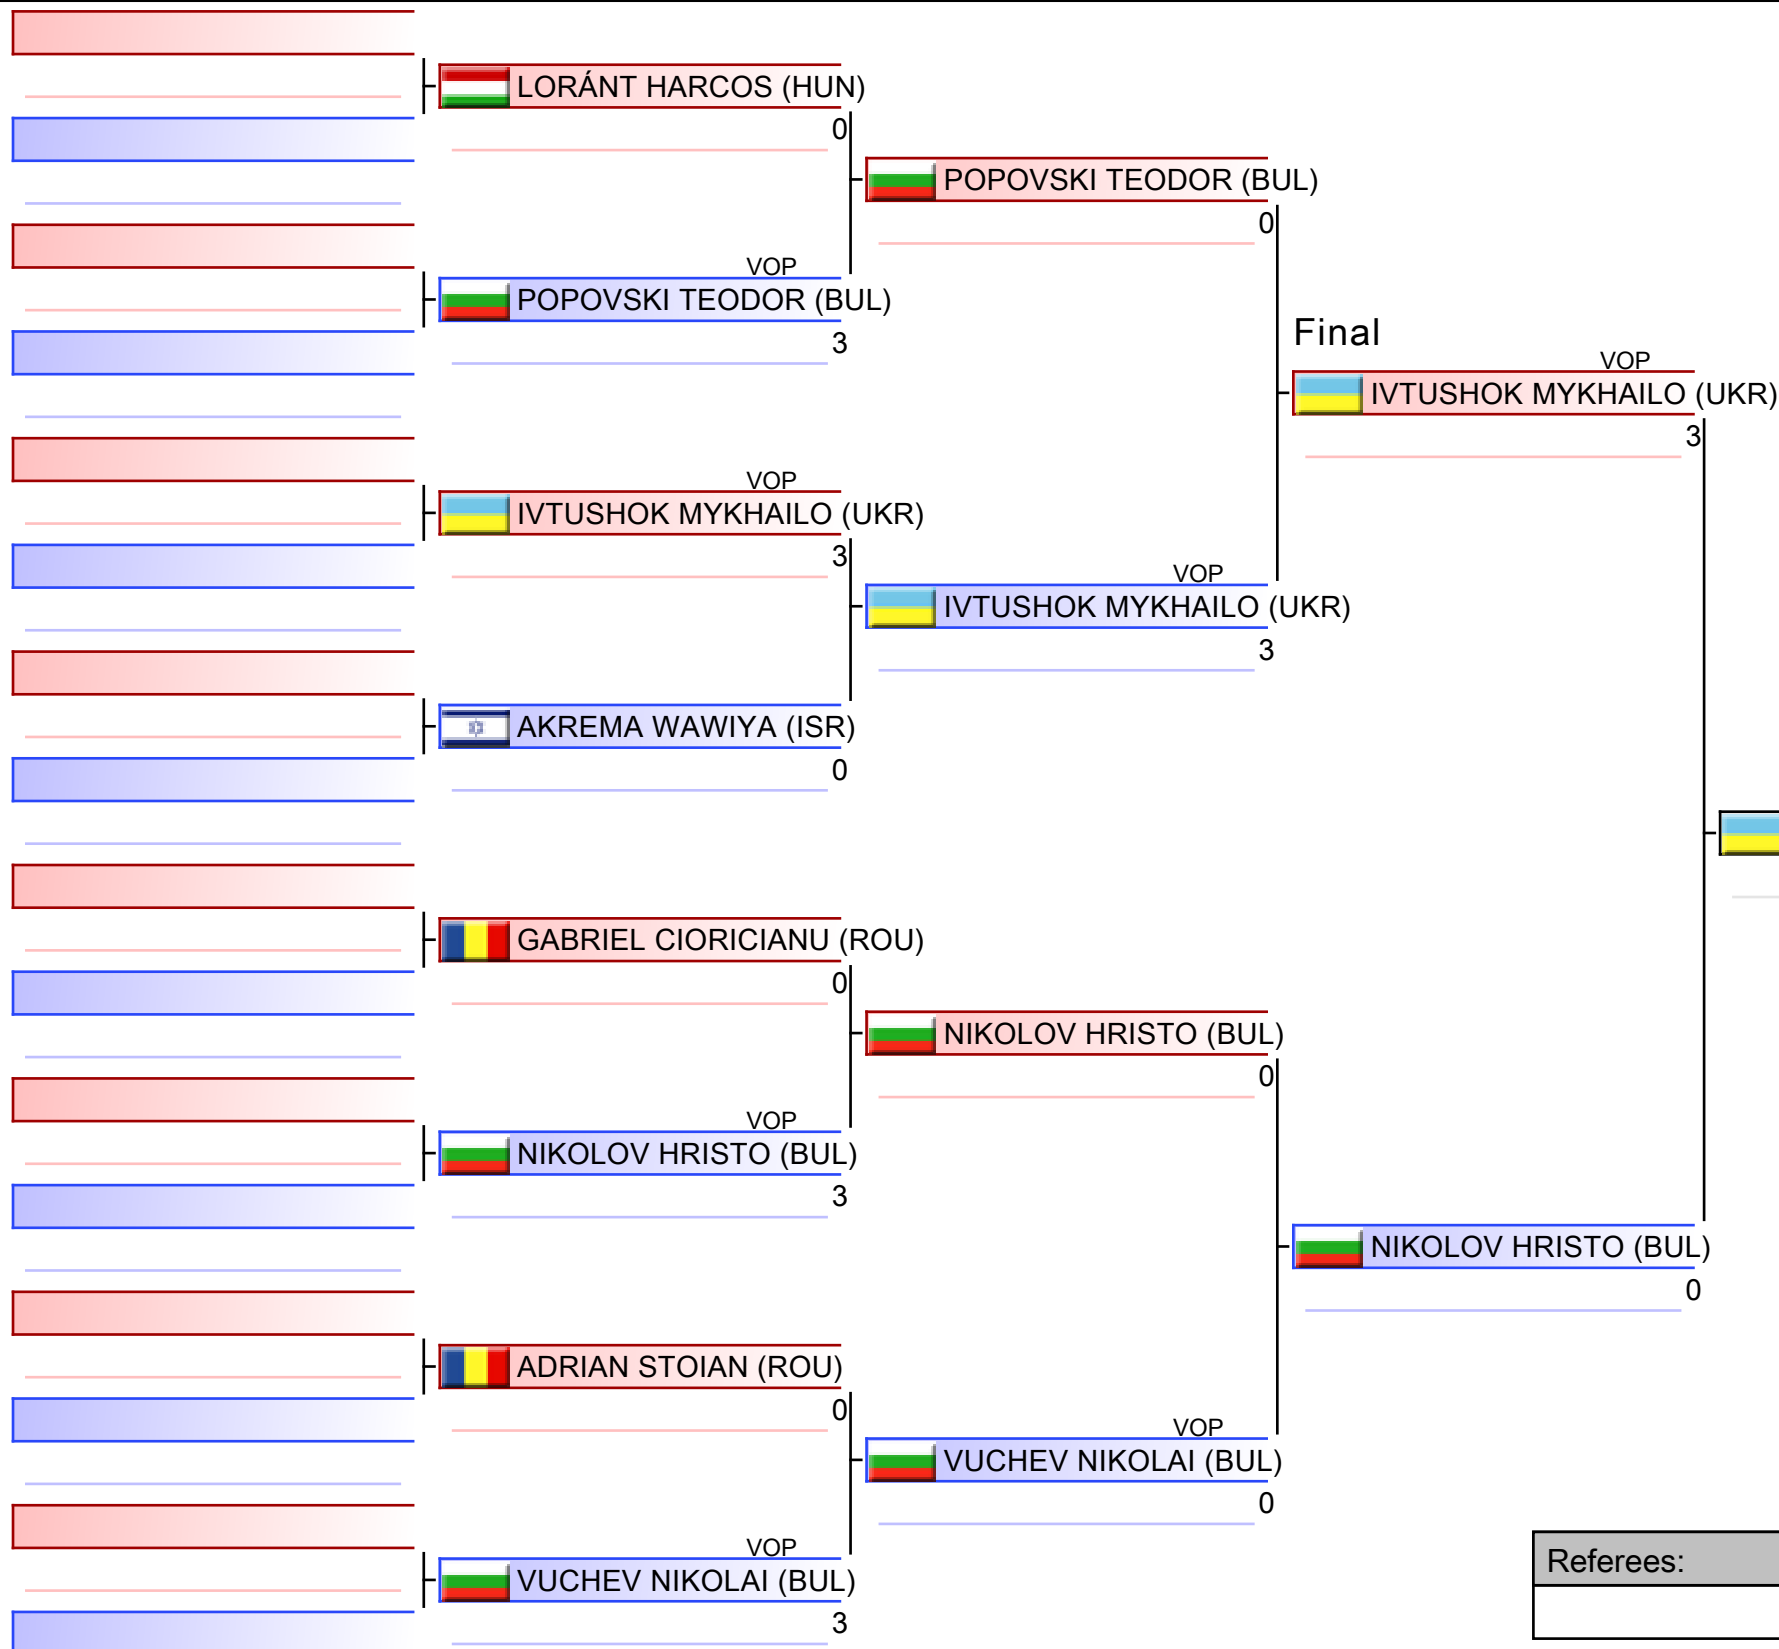 LORÁNT HARCOS (HUN)
0
VOP
POPOVSKI TEODOR (BUL)
3
VOP
IVTUSHOK MYKHAILO (UKR)
3
AKREMA WAWIYA (ISR)
0
GABRIEL CIORICIANU (ROU)
0
VOP
NIKOLOV HRISTO (BUL)
3
ADRIAN STOIAN (ROU)
0
VOP
VUCHEV NIKOLAI (BUL)
3
POPOVSKI TEODOR (BUL)
0
VOP
IVTUSHOK MYKHAILO (UKR)
3
NIKOLOV HRISTO (BUL)
0
VOP
VUCHEV NIKOLAI (BUL)
0
Final
VOP
IVTUSHOK MYKHAILO (UKR)
3
NIKOLOV HRISTO (BUL)
0
Referees: